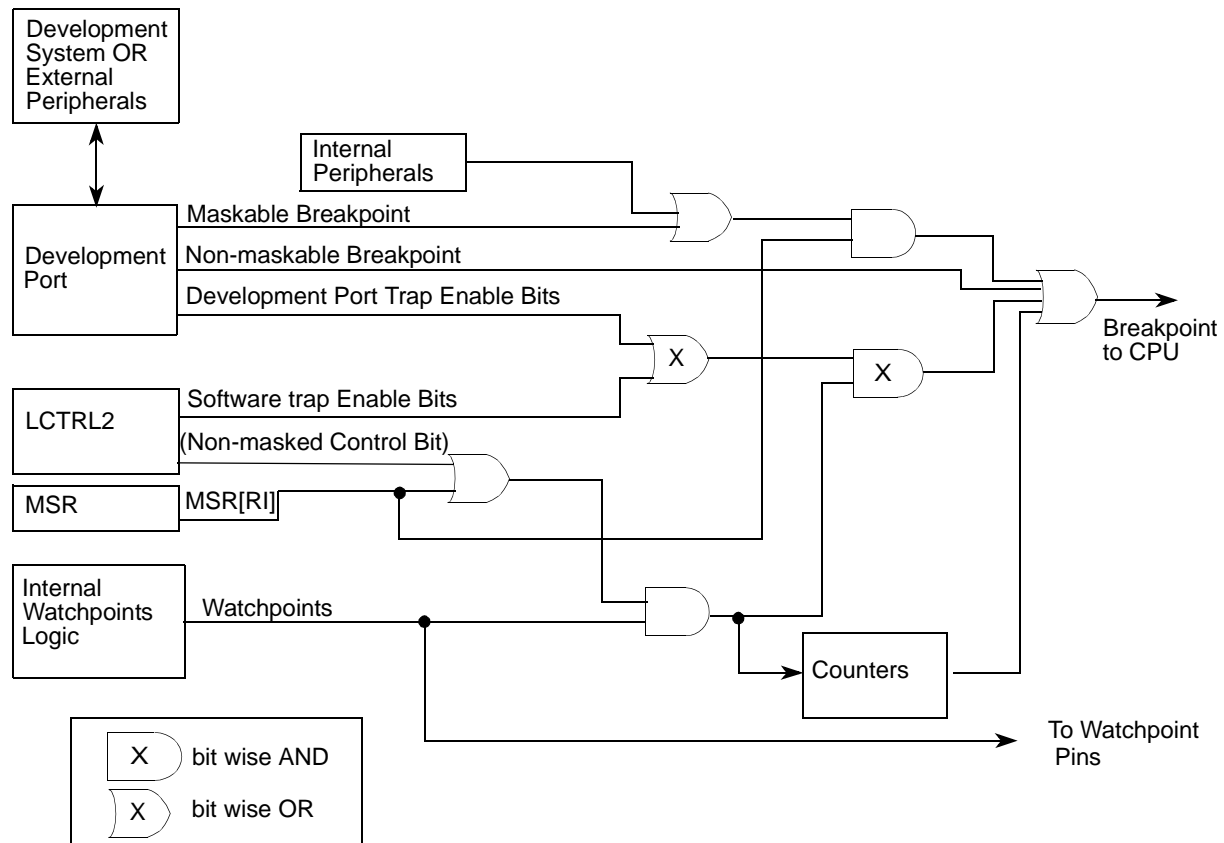 Development
System OR
External
Peripherals
Internal
Peripherals
Maskable Breakpoint
Development
Port
Non-maskable Breakpoint
Development Port Trap Enable Bits
Breakpoint
to CPU
X
X
LCTRL2
Software trap Enable Bits
(Non-masked Control Bit)
MSR
MSR[RI]
Internal
Watchpoints
Logic
Watchpoints
Counters
To Watchpoint
Pins
X bit wise AND
X bit wise OR